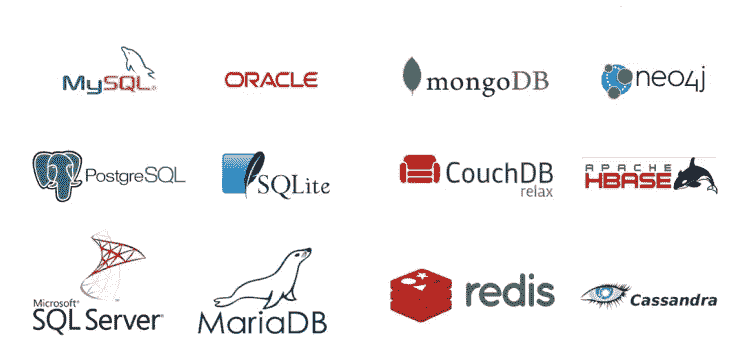 MySQL®
ORACLE
mongoDB
neo4j
PostgreSQL
SQLite
CouchDB
relax
APACHE
HBASE
Microsoft®
SQL Server®
MariaDB
redis
Cassandra